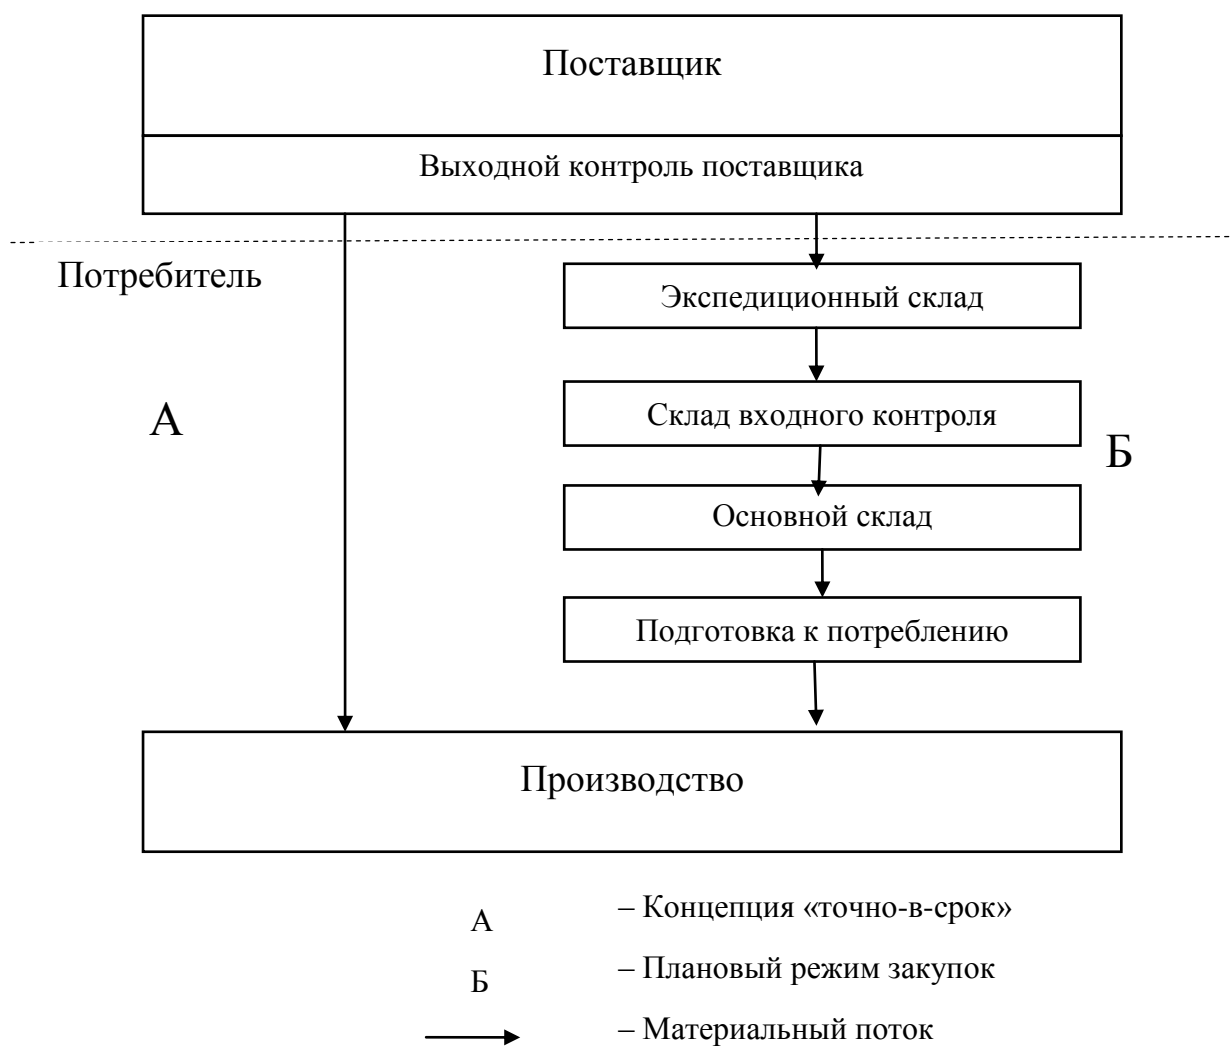 Поставщик
Выходной контроль поставщика
Потребитель
Экспедиционный склад
Склад входного контроля
А
Б
Основной склад
Подготовка к потреблению
Производство
А – Концепция «точно-в-срок»
Б – Плановый режим закупок
– Материальный поток